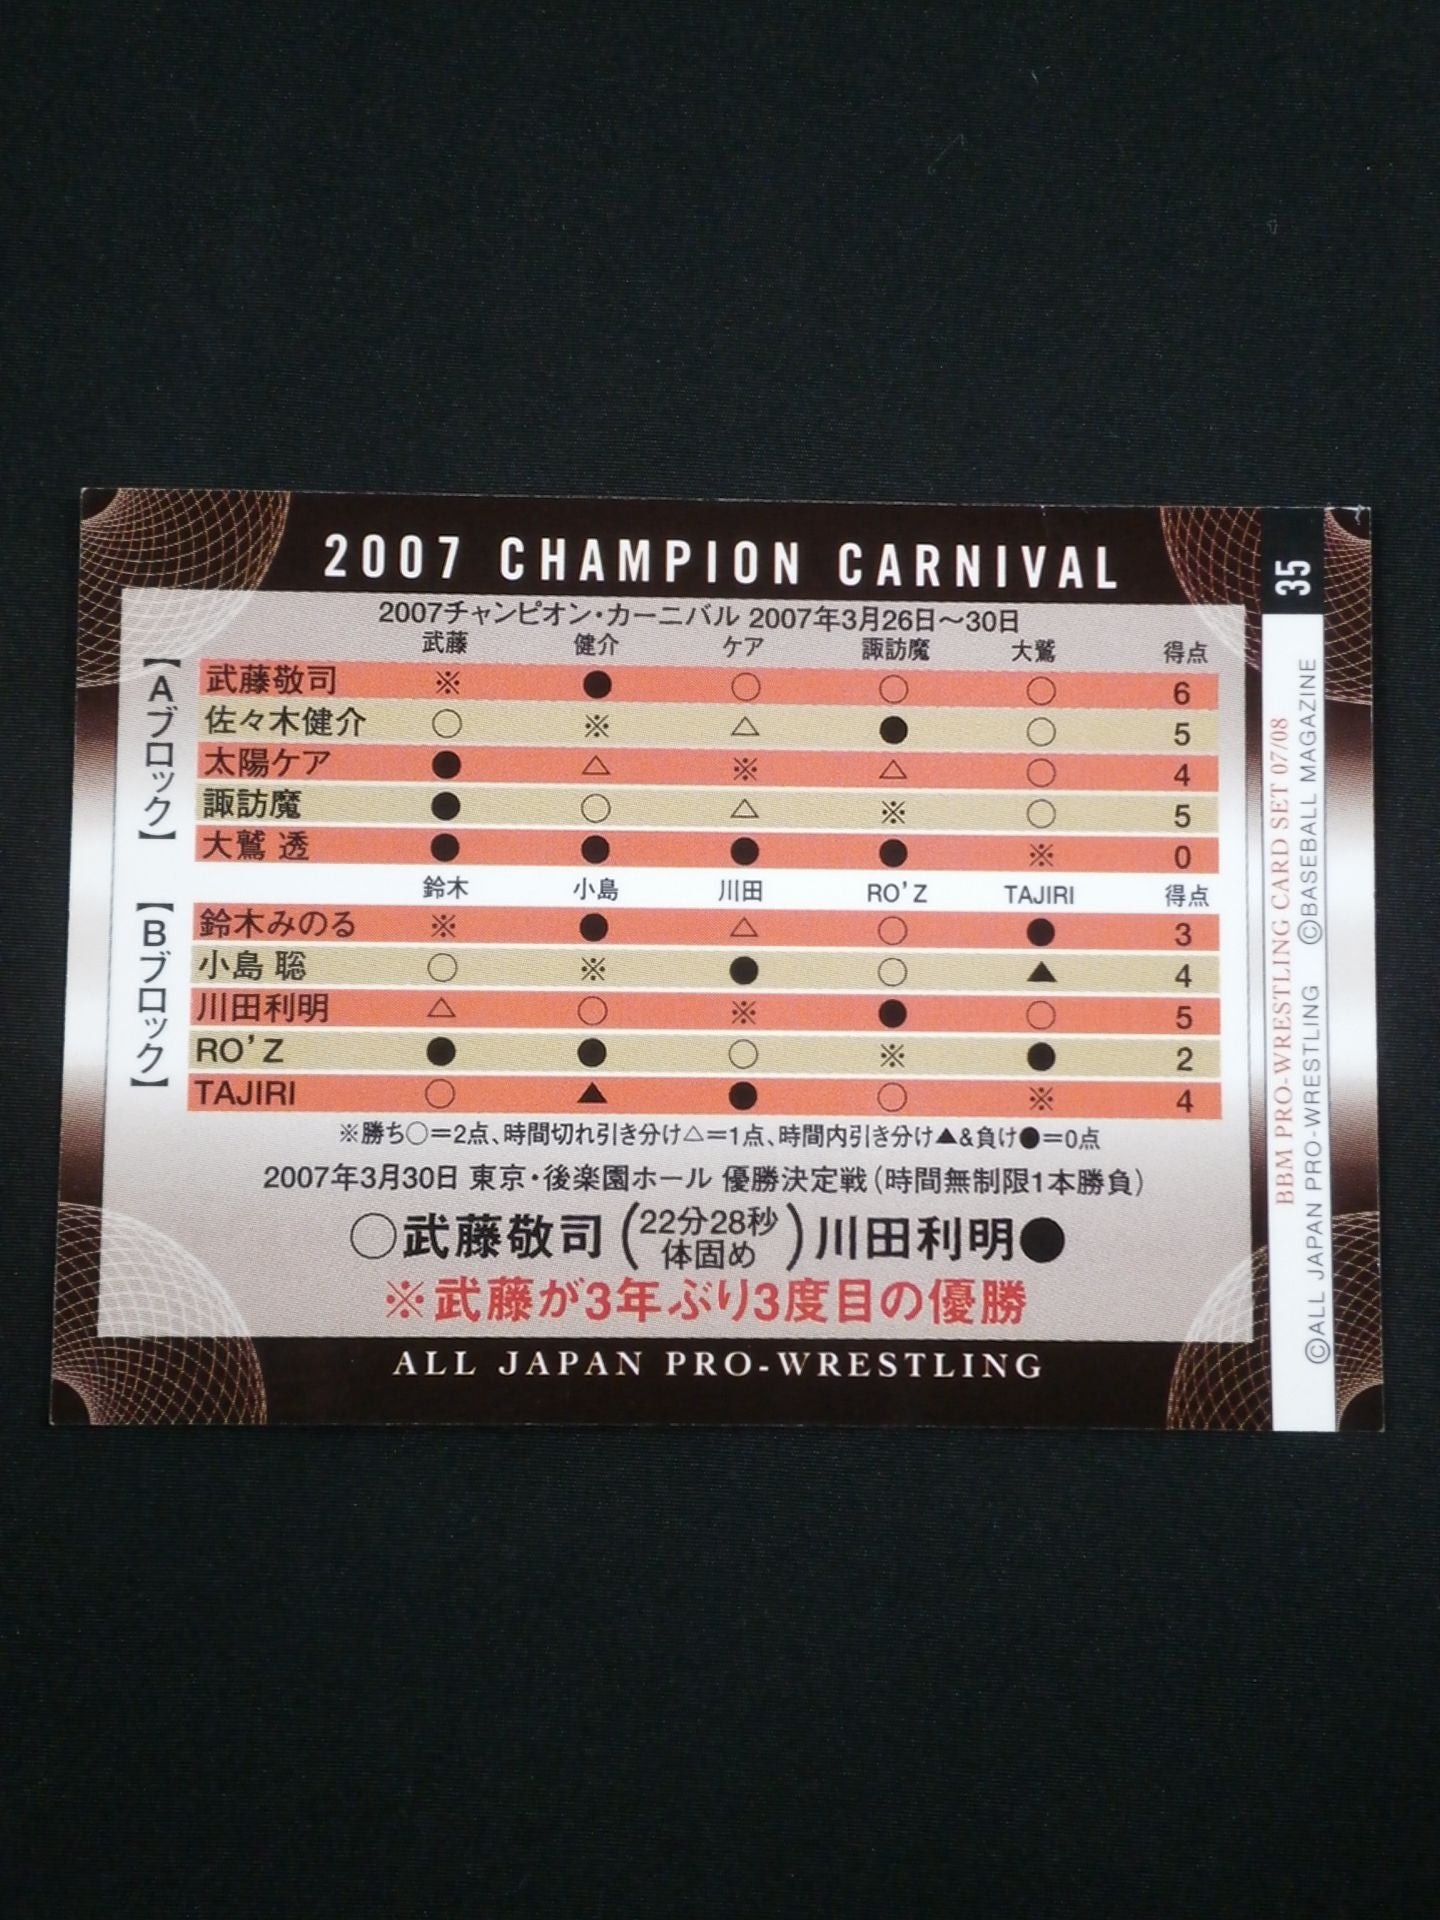 2007 CHAMPION CARNIVAL
2007チャンピオン・カーニバル 2007年3月26日～30日
武藤 健介 ケア 諏訪魔 大鷲 得点
【Aブロック】
武藤敬司 ※ ● ○ ○ ○ 6
佐々木健介 ○ ※ △ ● ○ 5
太陽ケア ● △ ※ △ ○ 4
諏訪魔 ● ○ △ ※ ○ 5
大鷲 透 ● ● ● ● ※ 0
鈴木 小島 川田 RO'Z TAJIRI 得点
【Bブロック】
鈴木みのる ※ ● △ ○ ● 3
小島 聡 ○ ※ ● ○ ▲ 4
川田利明 △ ○ ※ ● ○ 5
RO'Z ● ● ○ ※ ● 2
TAJIRI ○ ▲ ● ○ ※ 4
※勝ち○＝2点、時間切れ引き分け△＝1点、時間内引き分け▲&負け●＝0点
2007年3月30日 東京・後楽園ホール 優勝決定戦(時間無制限1本勝負)
○武藤敬司(22分28秒 体固め)川田利明●
※武藤が3年ぶり3度目の優勝
ALL JAPAN PRO-WRESTLING
35
BBM PRO-WRESTLING CARD SET 07/08
©ALL JAPAN PRO-WRESTLING ©BASEBALL MAGAZINE